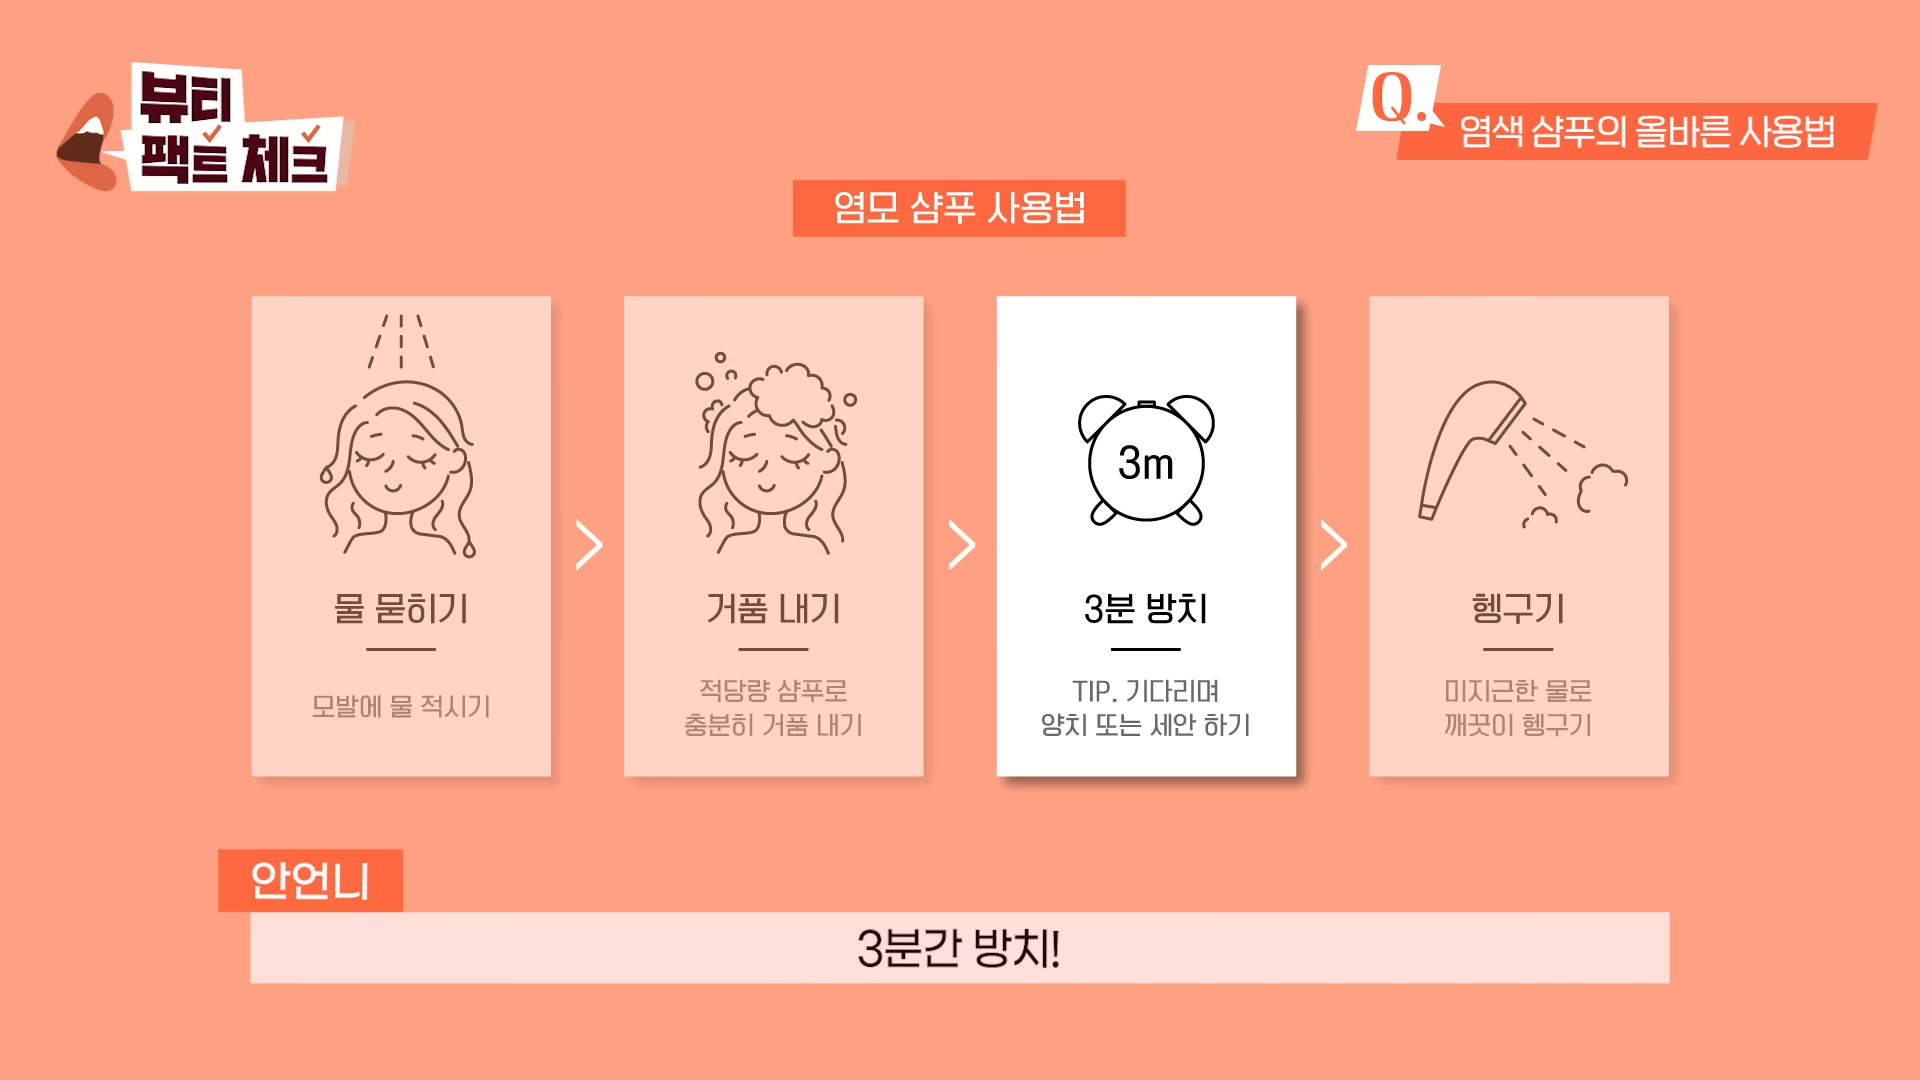 뷰티
팩트 체크
Q.
염색 샴푸의 올바른 사용법
염모 샴푸 사용법
물 묻히기
모발에 물 적시기
거품 내기
적당량 샴푸로
충분히 거품 내기
3m
3분 방치
TIP. 기다리며
양치 또는 세안 하기
헹구기
미지근한 물로
깨끗이 헹구기
안언니
3분간 방치!